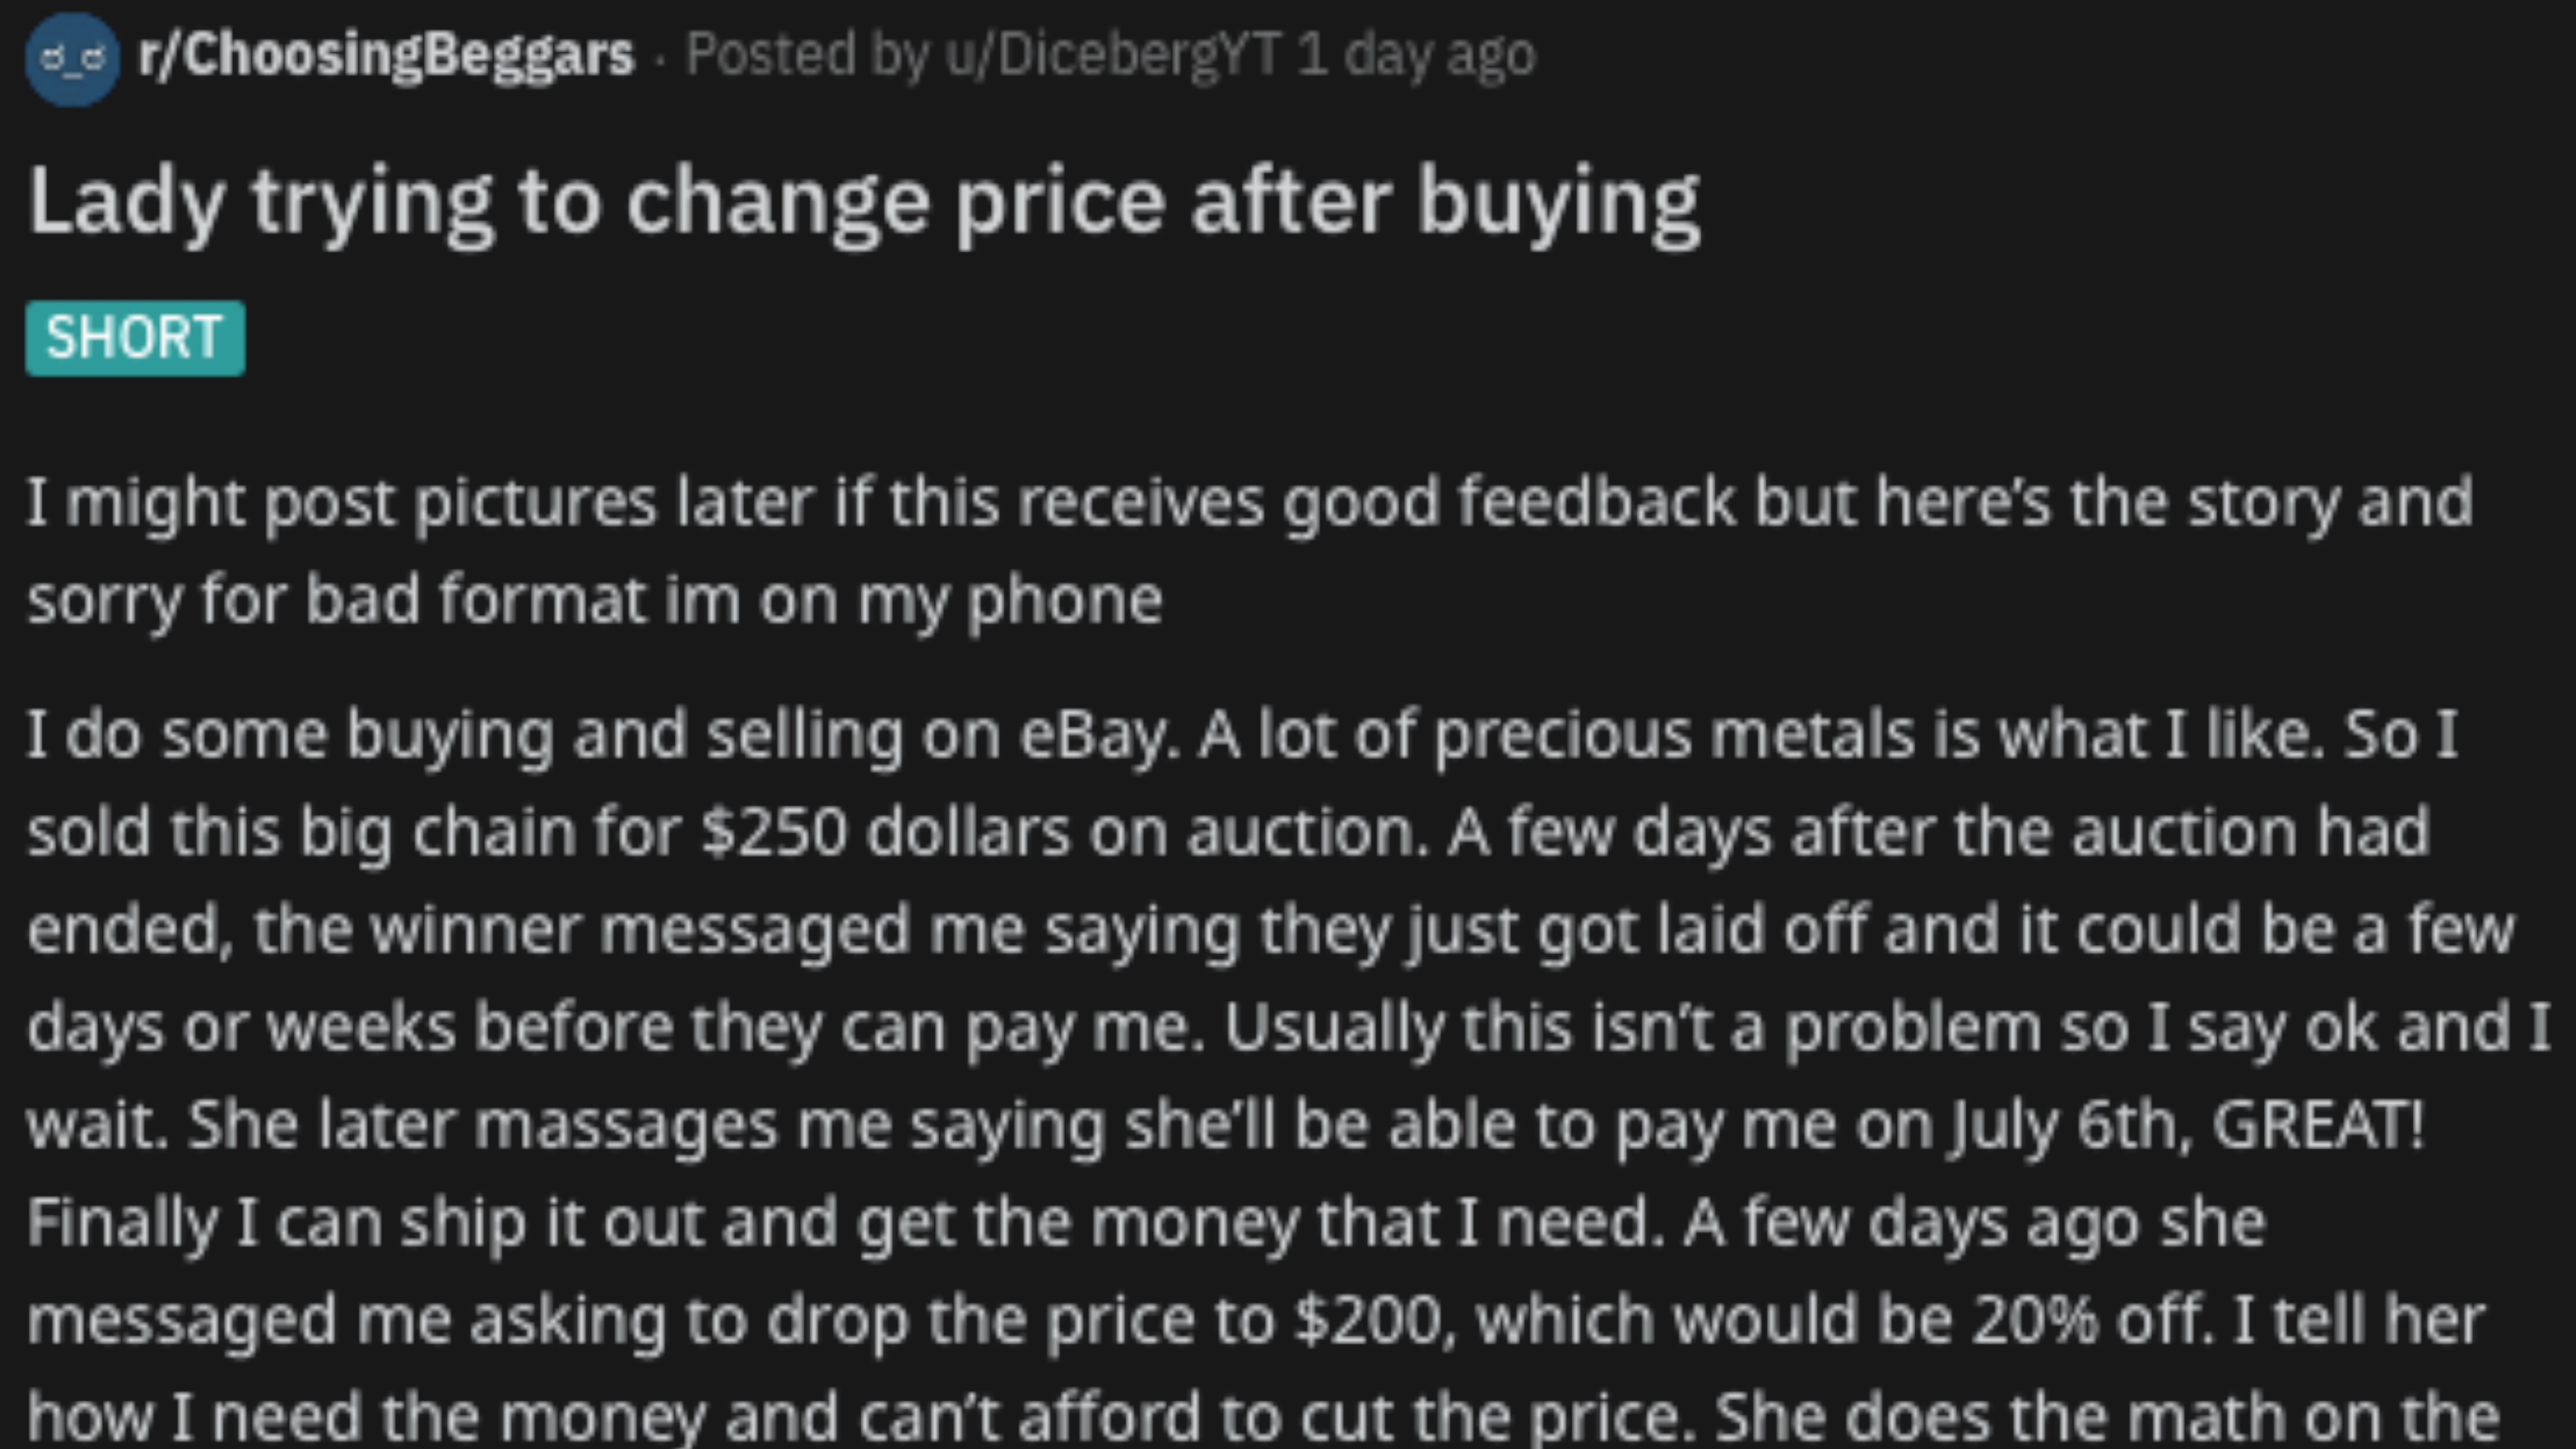 r/ChoosingBeggars · Posted by u/DicebergYT 1 day ago
Lady trying to change price after buying
SHORT
I might post pictures later if this receives good feedback but here’s the story and
sorry for bad format im on my phone
I do some buying and selling on eBay. A lot of precious metals is what I like. So I
sold this big chain for $250 dollars on auction. A few days after the auction had
ended, the winner messaged me saying they just got laid off and it could be a few
days or weeks before they can pay me. Usually this isn’t a problem so I say ok and I
wait. She later massages me saying she’ll be able to pay me on July 6th, GREAT!
Finally I can ship it out and get the money that I need. A few days ago she
messaged me asking to drop the price to $200, which would be 20% off. I tell her
how I need the money and can’t afford to cut the price. She does the math on the